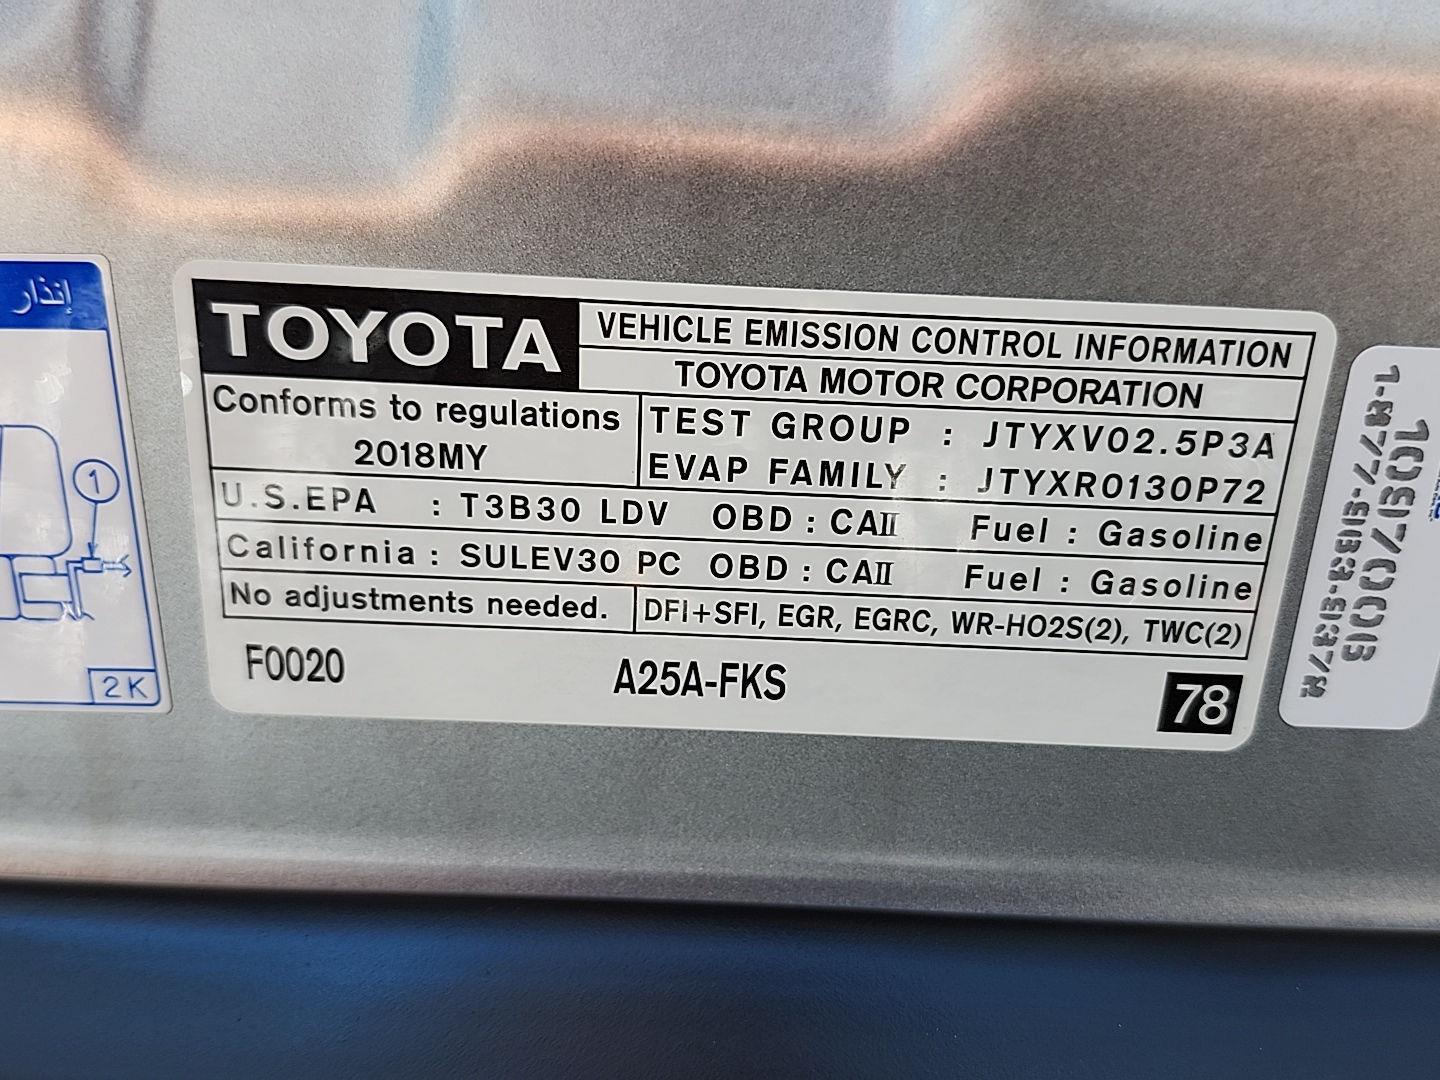 إنذار
1
2K
TOYOTA
VEHICLE EMISSION CONTROL INFORMATION
TOYOTA MOTOR CORPORATION
Conforms to regulations
2018MY
TEST GROUP : JTYXV02.5P3A
EVAP FAMILY : JTYXR0130P72
U.S.EPA : T3B30 LDV OBD : CAII Fuel : Gasoline
California : SULEV30 PC OBD : CAII Fuel : Gasoline
No adjustments needed.
DFI+SFI, EGR, EGRC, WR-HO2S(2), TWC(2)
F0020
A25A-FKS
78